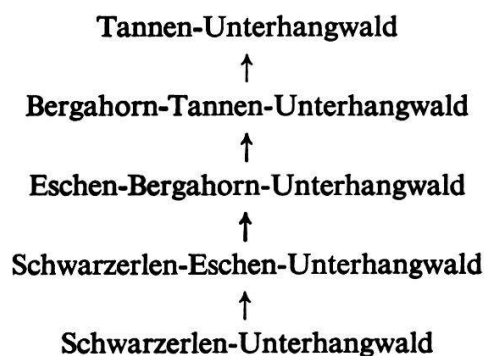 Tannen-Unterhangwald
↑
Bergahorn-Tannen-Unterhangwald
↑
Eschen-Bergahorn-Unterhangwald
↑
Schwarzerlen-Eschen-Unterhangwald
↑
Schwarzerlen-Unterhangwald